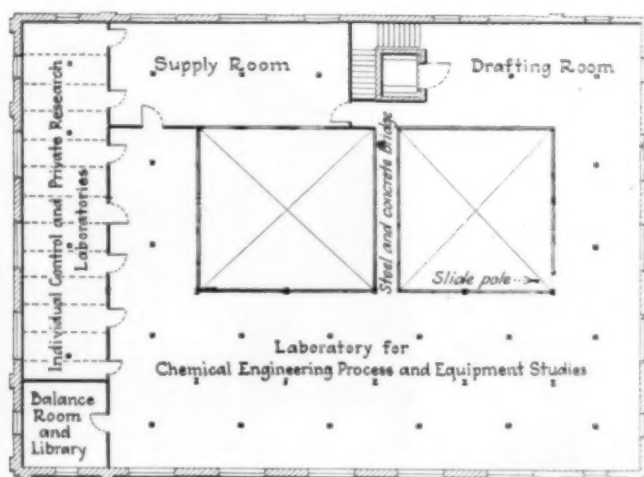 Supply Room
Drafting Room
Individual Control and Private Research
Laboratories
Steel and concrete bridge
Slide pole
Laboratory for
Chemical Engineering Process and Equipment Studies
Balance
Room
and
Library